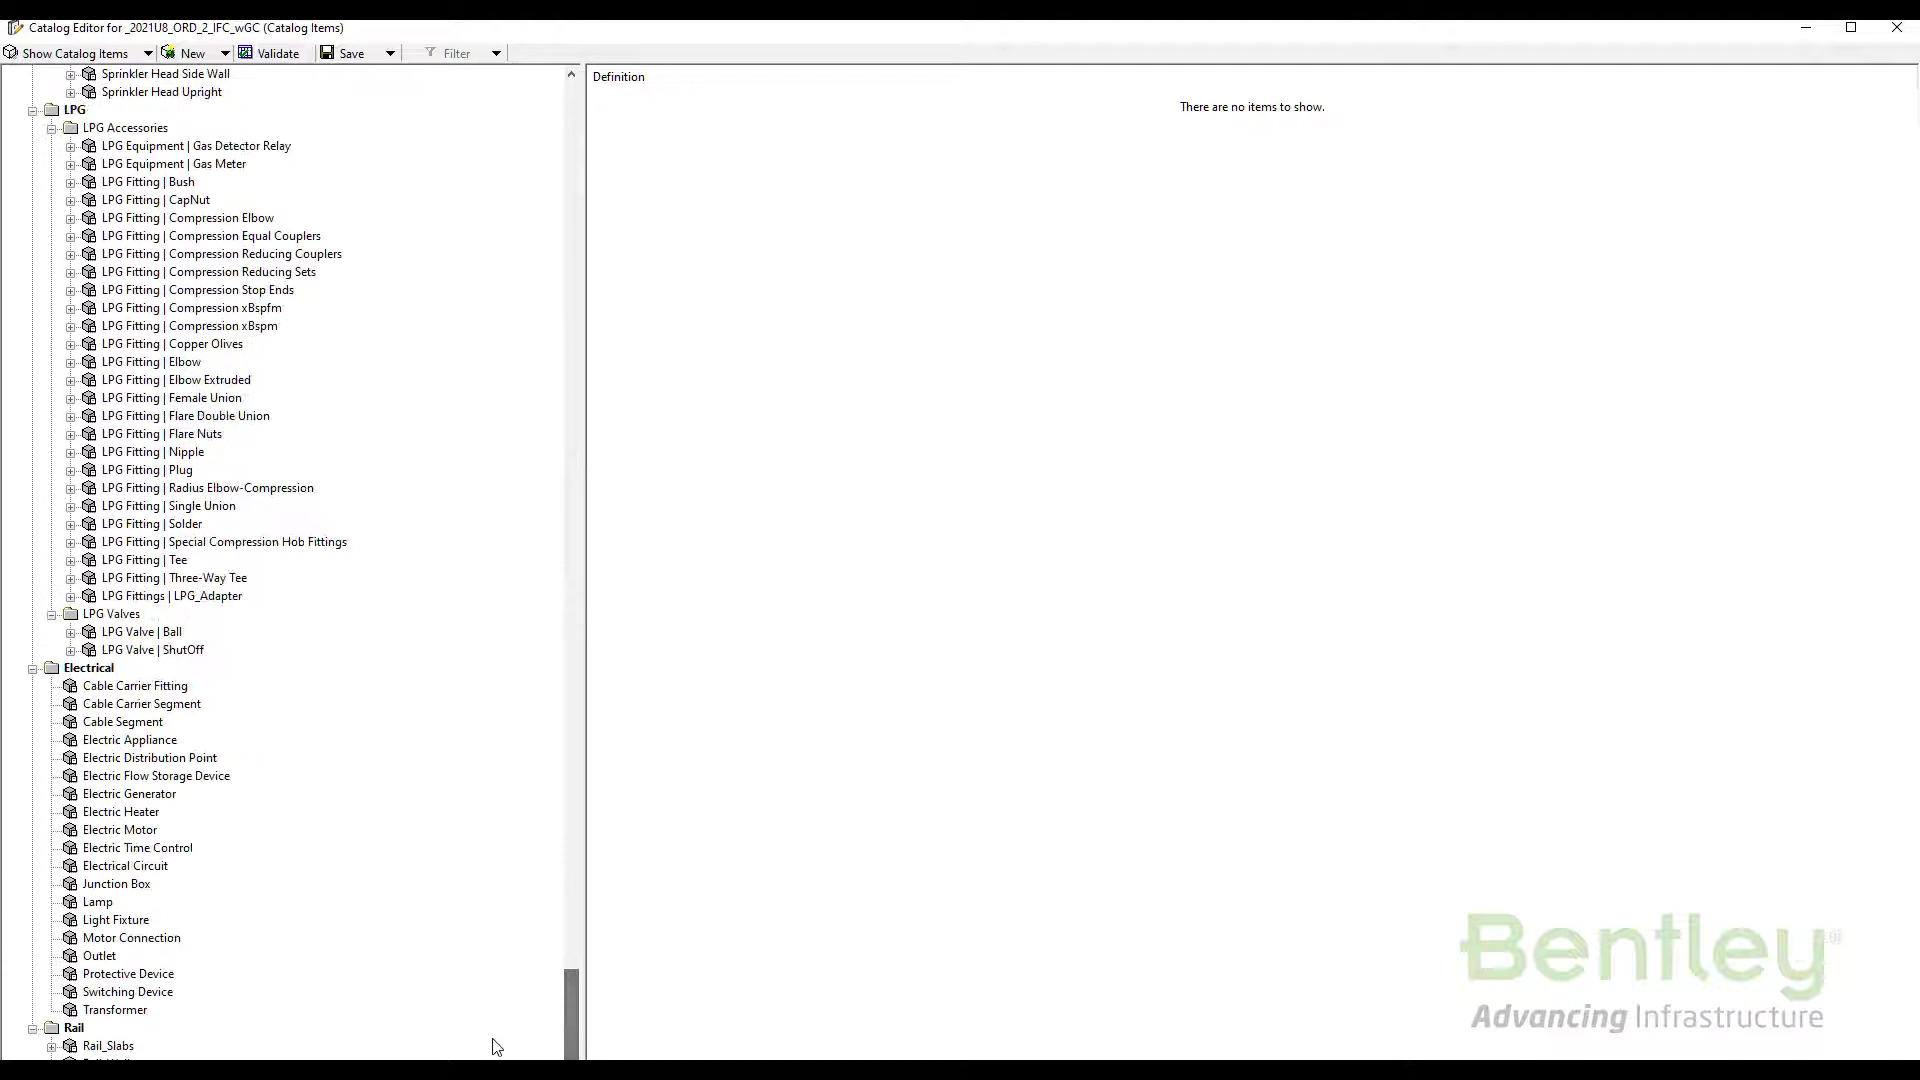 Catalog Editor for _2021U8_ORD_2_IFC_wGC (Catalog Items)
Show Catalog Items New Validate Save Filter
Sprinkler Head Side Wall
Sprinkler Head Upright
LPG
LPG Accessories
LPG Equipment | Gas Detector Relay
LPG Equipment | Gas Meter
LPG Fitting | Bush
LPG Fitting | CapNut
LPG Fitting | Compression Elbow
LPG Fitting | Compression Equal Couplers
LPG Fitting | Compression Reducing Couplers
LPG Fitting | Compression Reducing Sets
LPG Fitting | Compression Stop Ends
LPG Fitting | Compression xBspfm
LPG Fitting | Compression xBspm
LPG Fitting | Copper Olives
LPG Fitting | Elbow
LPG Fitting | Elbow Extruded
LPG Fitting | Female Union
LPG Fitting | Flare Double Union
LPG Fitting | Flare Nuts
LPG Fitting | Nipple
LPG Fitting | Plug
LPG Fitting | Radius Elbow-Compression
LPG Fitting | Single Union
LPG Fitting | Solder
LPG Fitting | Special Compression Hob Fittings
LPG Fitting | Tee
LPG Fitting | Three-Way Tee
LPG Fittings | LPG_Adapter
LPG Valves
LPG Valve | Ball
LPG Valve | ShutOff
Electrical
Cable Carrier Fitting
Cable Carrier Segment
Cable Segment
Electric Appliance
Electric Distribution Point
Electric Flow Storage Device
Electric Generator
Electric Heater
Electric Motor
Electric Time Control
Electrical Circuit
Junction Box
Lamp
Light Fixture
Motor Connection
Outlet
Protective Device
Switching Device
Transformer
Rail
Rail_Slabs
Definition
There are no items to show.
Bentley
Advancing Infrastructure